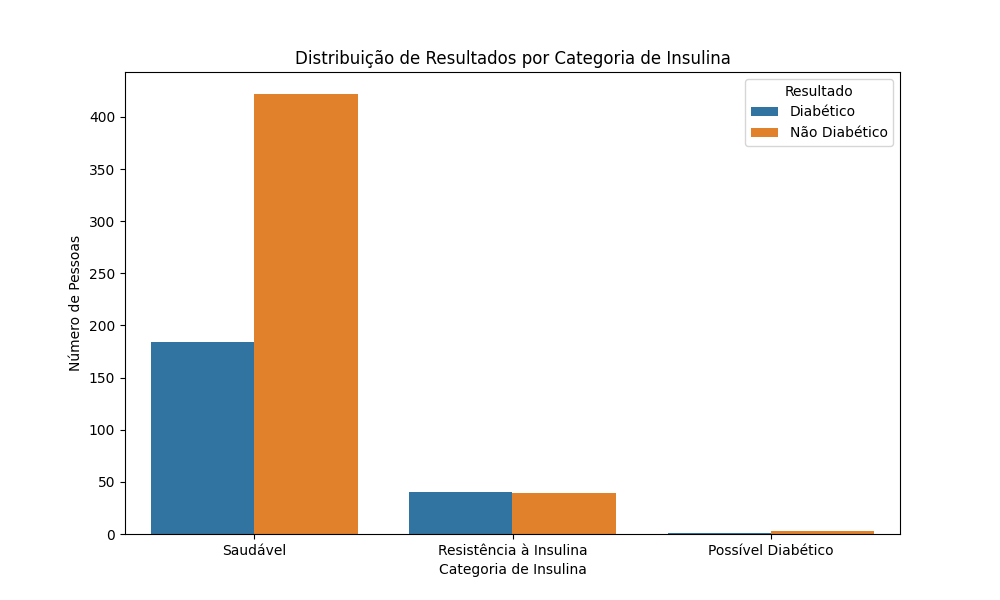 Distribuição de Resultados por Categoria de Insulina
Resultado
Diabético
Não Diabético
400
350
300
250
200
150
100
50
0
Número de Pessoas
Saudável
Resistência à Insulina
Possível Diabético
Categoria de Insulina